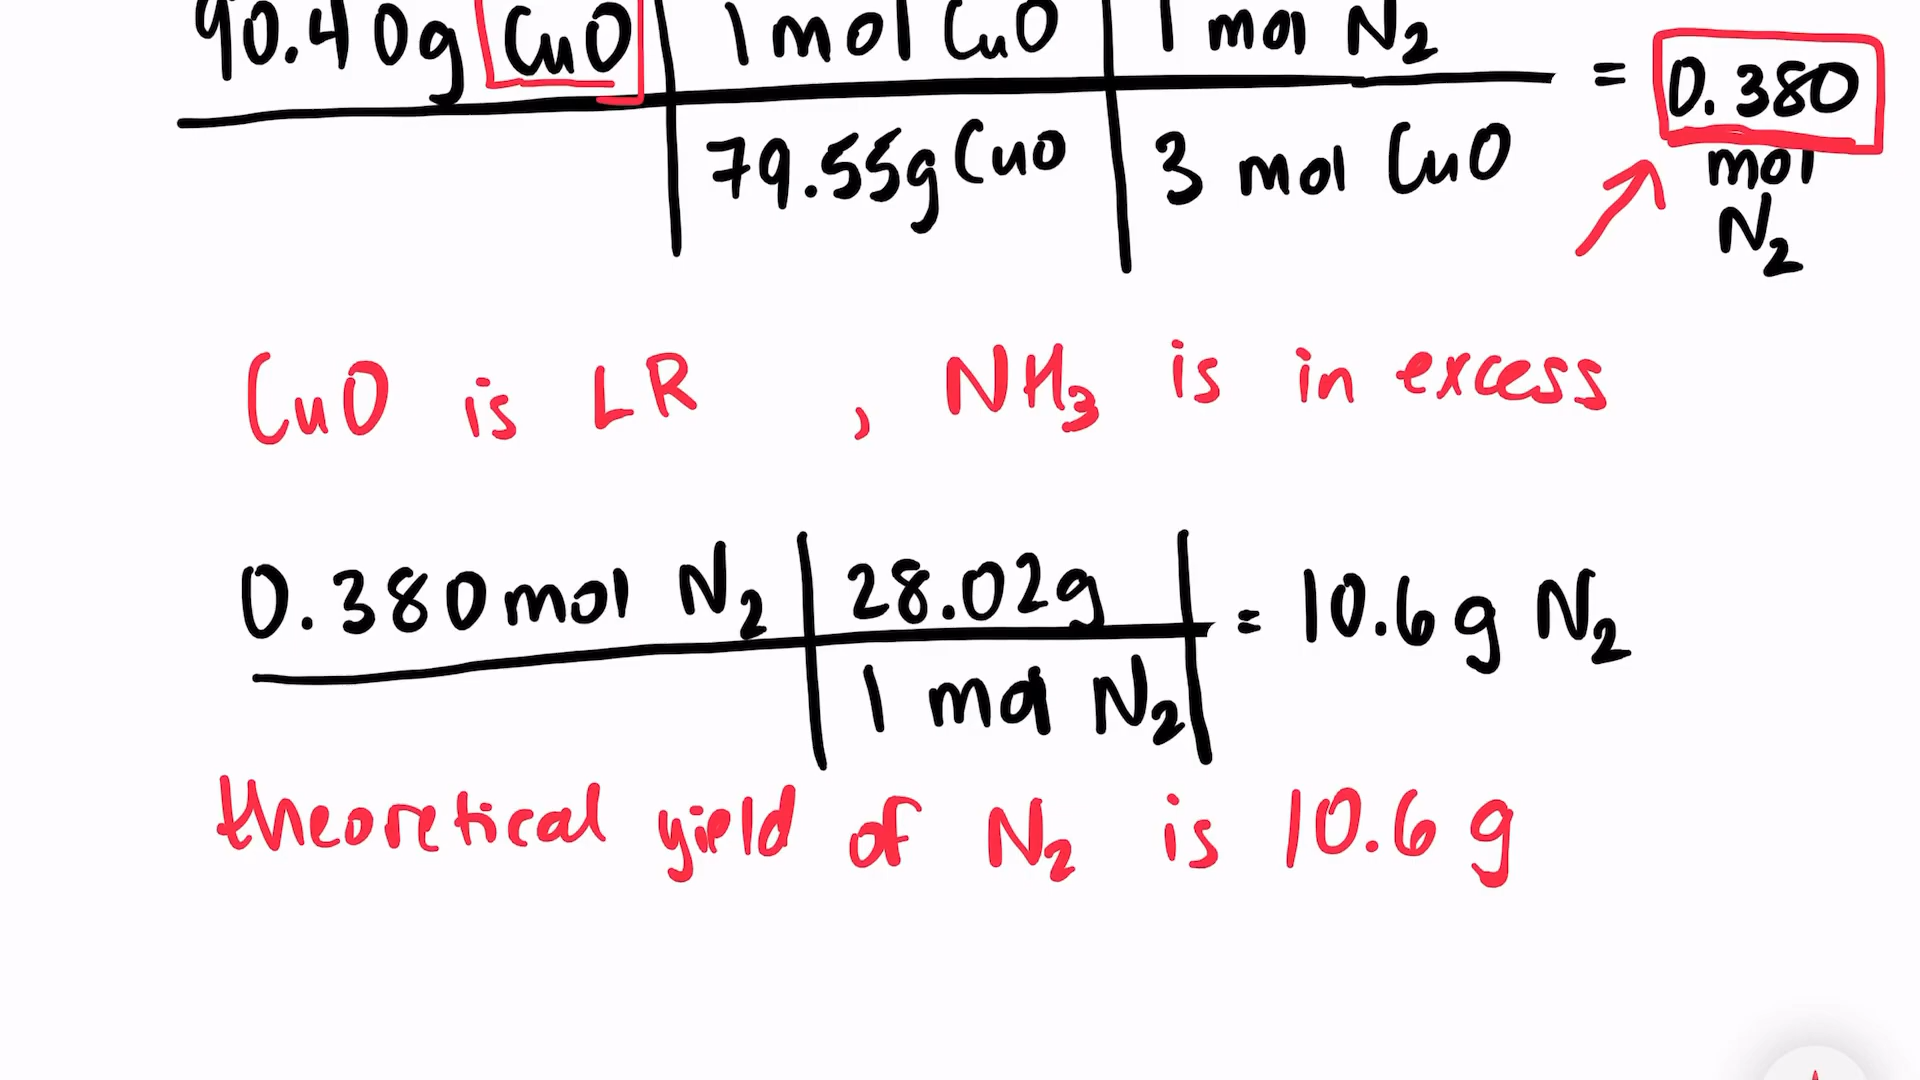 90.40g CuO | 1 mol CuO | 1 mol N2 = 0.380
79.55g CuO | 3 mol CuO mol
N2
CuO is LR , NH3 is in excess
0.380 mol N2 | 28.02g | = 10.6 g N2
1 mol N2
theoretical yield of N2 is 10.6 g